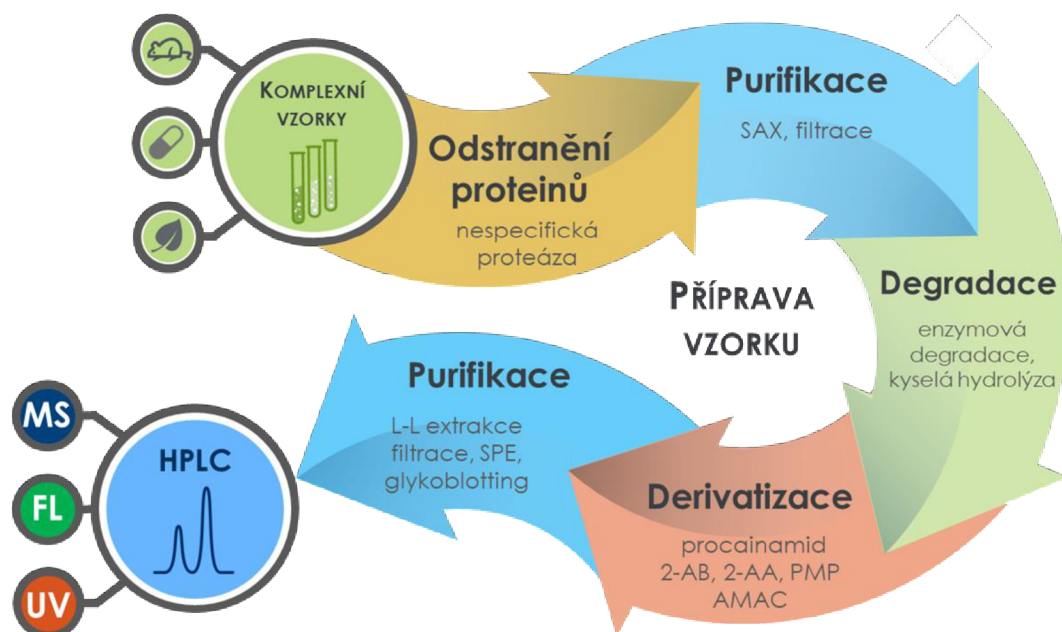 KOMPLEXNÍ
VZORKY
Odstranění
proteinů
nespecifická
proteáza
Purifikace
SAX, filtrace
Degradace
enzymová
degradace,
kyselá hydrolýza
PŘÍPRAVA
VZORKU
Derivatizace
procainamid
2-AB, 2-AA, PMP
AMAC
Purifikace
L-L extrakce
filtrace, SPE,
glykoblotting
HPLC
MS
FL
UV